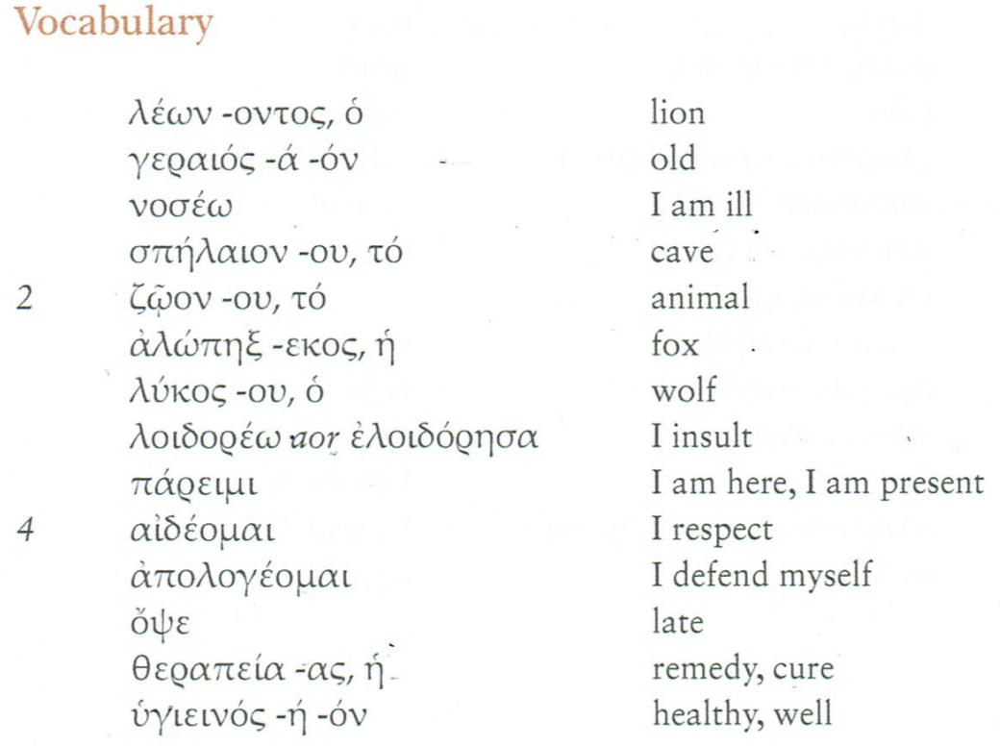 Vocabulary
λέων -οντος, ὁ lion
γεραιός -ά -όν old
νοσέω I am ill
σπήλαιον -ου, τό cave
2 ζῷον -ου, τό animal
ἀλώπηξ -εκος, ἡ fox
λύκος -ου, ὁ wolf
λοιδορέω aor ἐλοιδόρησα I insult
πάρειμι I am here, I am present
4 αἰδέομαι I respect
ἀπολογέομαι I defend myself
ὄψε late
θεραπεία -ας, ἡ remedy, cure
ὑγιεινός -ή -όν healthy, well